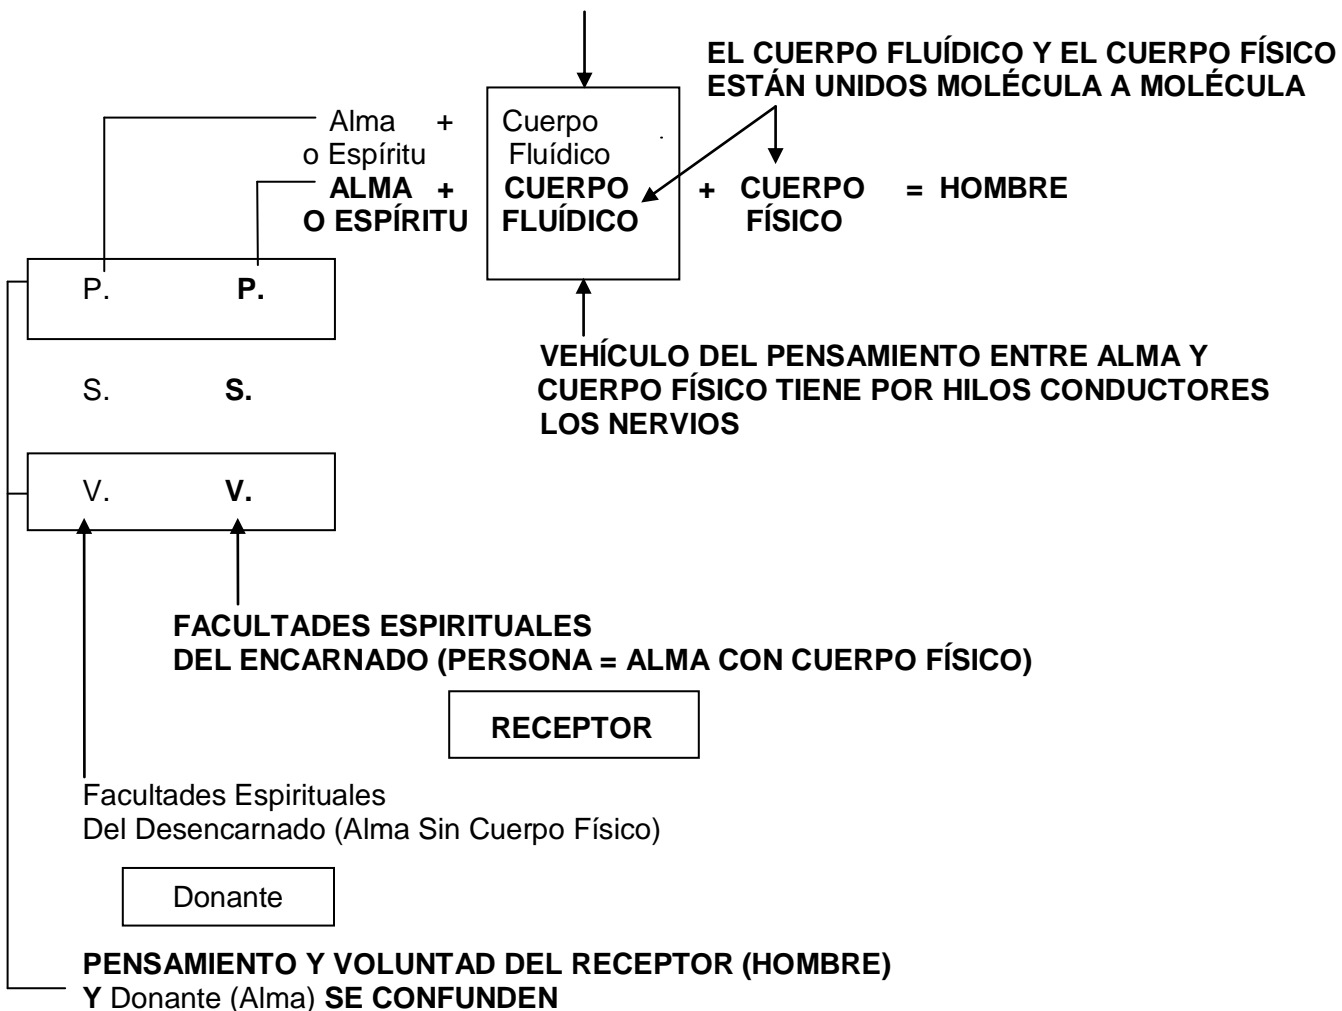 EL CUERPO FLUÍDICO Y EL CUERPO FÍSICO
ESTÁN UNIDOS MOLÉCULA A MOLÉCULA
Alma + Cuerpo
o Espíritu Fluídico
ALMA + CUERPO + CUERPO = HOMBRE
O ESPÍRITU FLUÍDICO FÍSICO
P. P.
VEHÍCULO DEL PENSAMIENTO ENTRE ALMA Y
CUERPO FÍSICO TIENE POR HILOS CONDUCTORES
LOS NERVIOS
S. S.
V. V.
FACULTADES ESPIRITUALES
DEL ENCARNADO (PERSONA = ALMA CON CUERPO FÍSICO)
RECEPTOR
Facultades Espirituales
Del Desencarnado (Alma Sin Cuerpo Físico)
Donante
PENSAMIENTO Y VOLUNTAD DEL RECEPTOR (HOMBRE)
Y Donante (Alma) SE CONFUNDEN